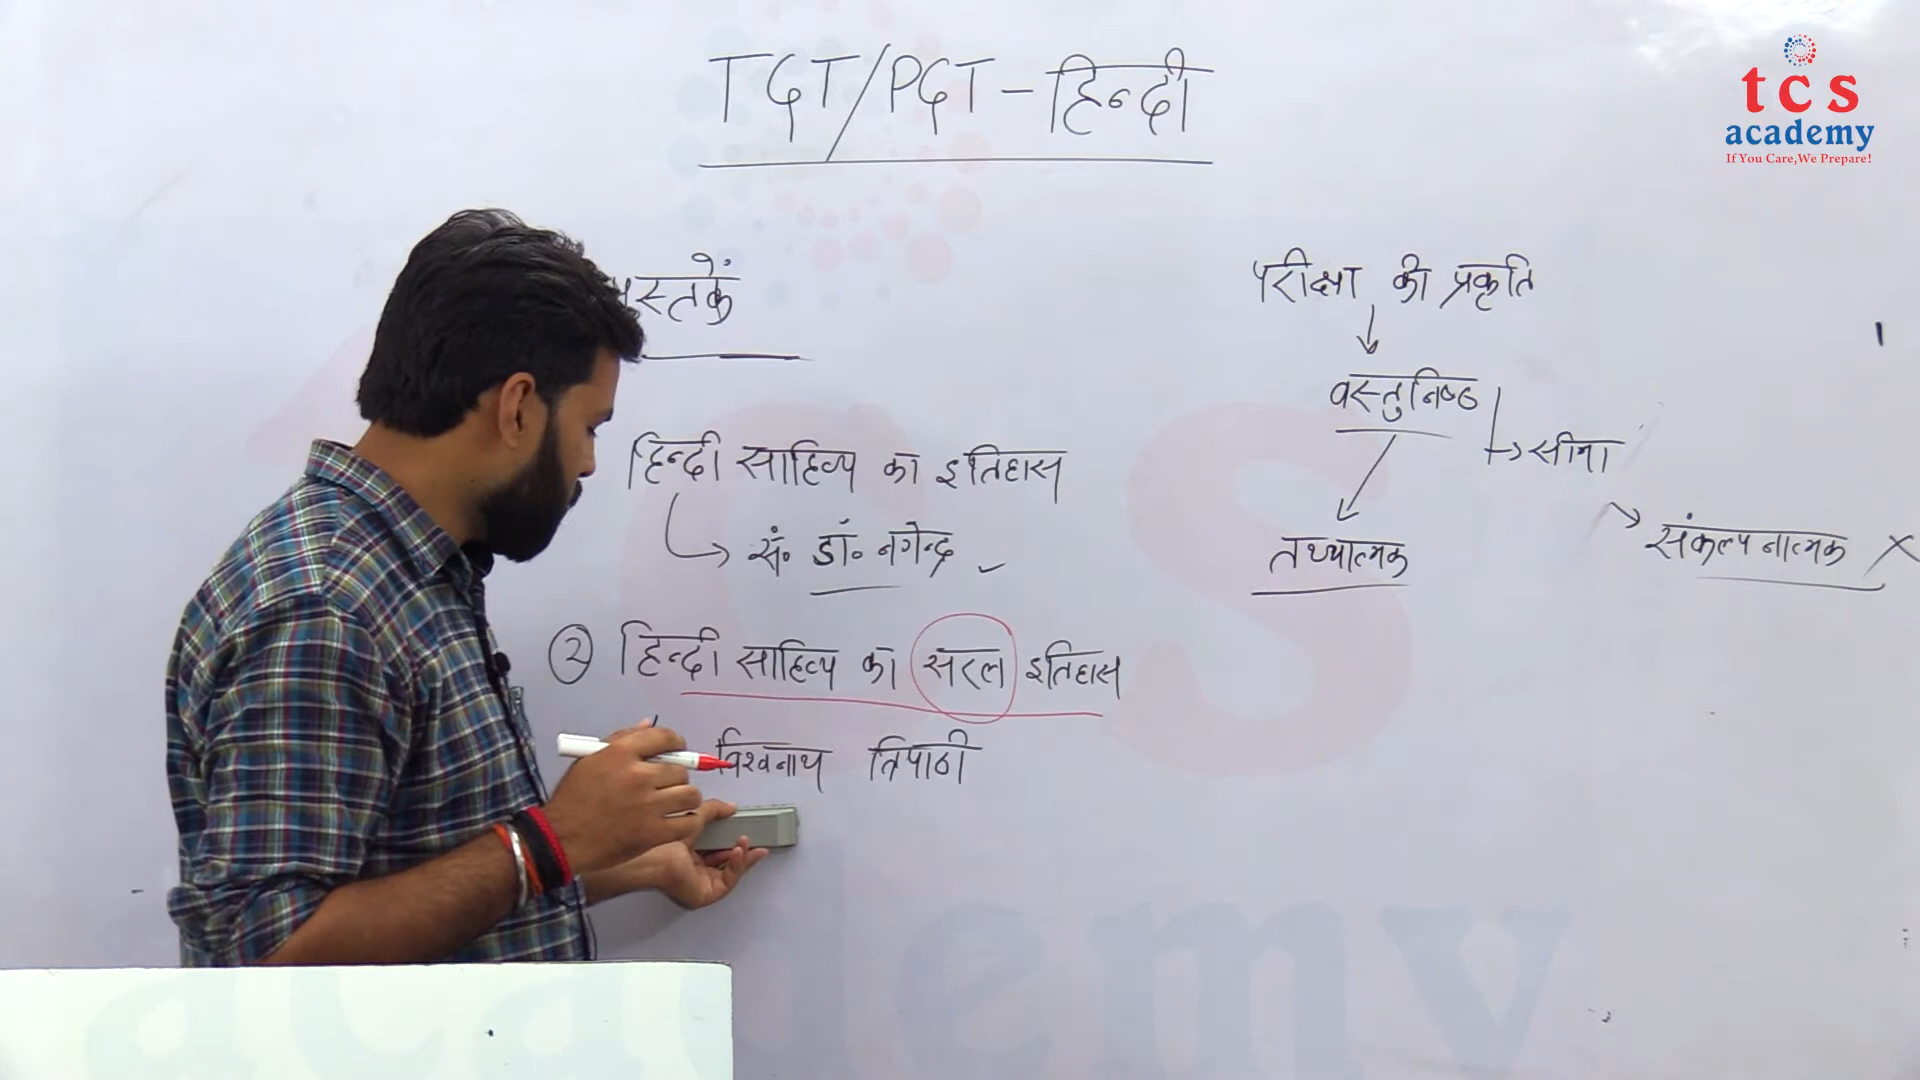 TGT/PGT - हिन्दी
tcs
academy
If You Care,We Prepare!
पुस्तकें
हिन्दी साहित्य का इतिहास
सं॰ डॉ॰ नगेन्द्र
② हिन्दी साहित्य का सरल इतिहास
विश्वनाथ त्रिपाठी
परीक्षा की प्रकृति
वस्तुनिष्ठ
सीमा
तथ्यात्मक
संकल्पनात्मक ×